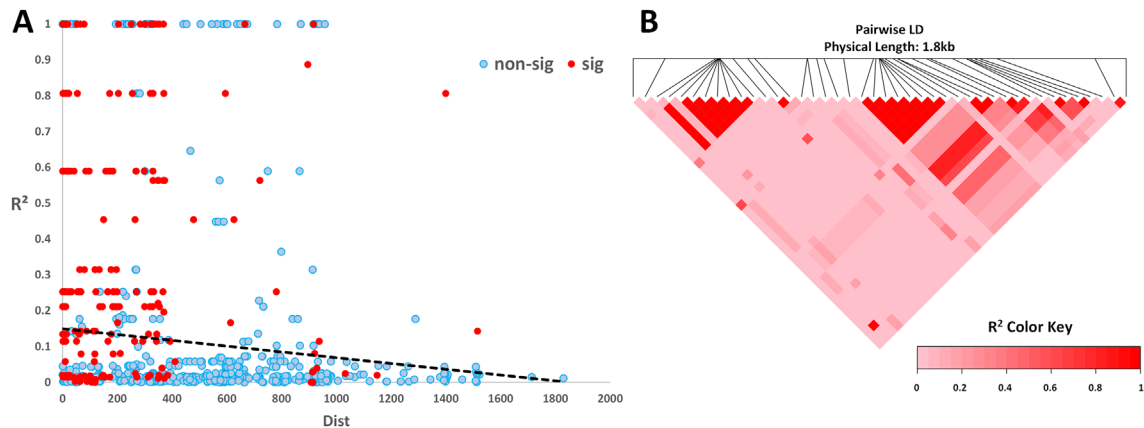 A
1
0.9
0.8
0.7
0.6
0.5
0.4
0.3
0.2
0.1
0
R²
non-sig sig
0 200 400 600 800 1000 1200 1400 1600 1800 2000
Dist
B
Pairwise LD
Physical Length: 1.8kb
R² Color Key
0 0.2 0.4 0.6 0.8 1